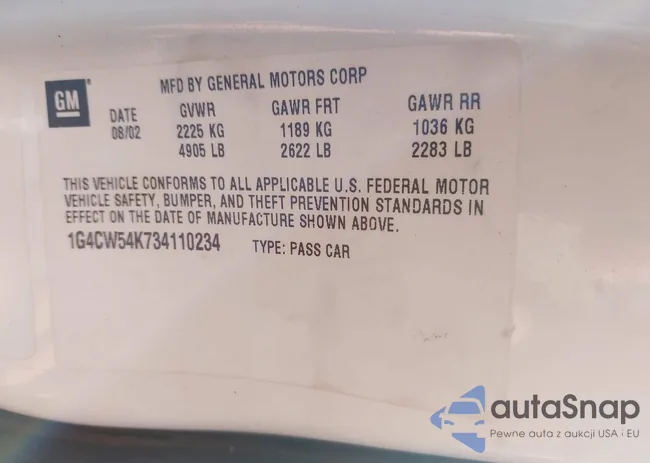 GM
MFD BY GENERAL MOTORS CORP
DATE GVWR GAWR FRT GAWR RR
08/02 2225 KG 1189 KG 1036 KG
4905 LB 2622 LB 2283 LB
THIS VEHICLE CONFORMS TO ALL APPLICABLE U.S. FEDERAL MOTOR
VEHICLE SAFETY, BUMPER, AND THEFT PREVENTION STANDARDS IN
EFFECT ON THE DATE OF MANUFACTURE SHOWN ABOVE.
1G4CW54K734110234 TYPE: PASS CAR
autaSnap
Pewne auta z aukcji USA i EU